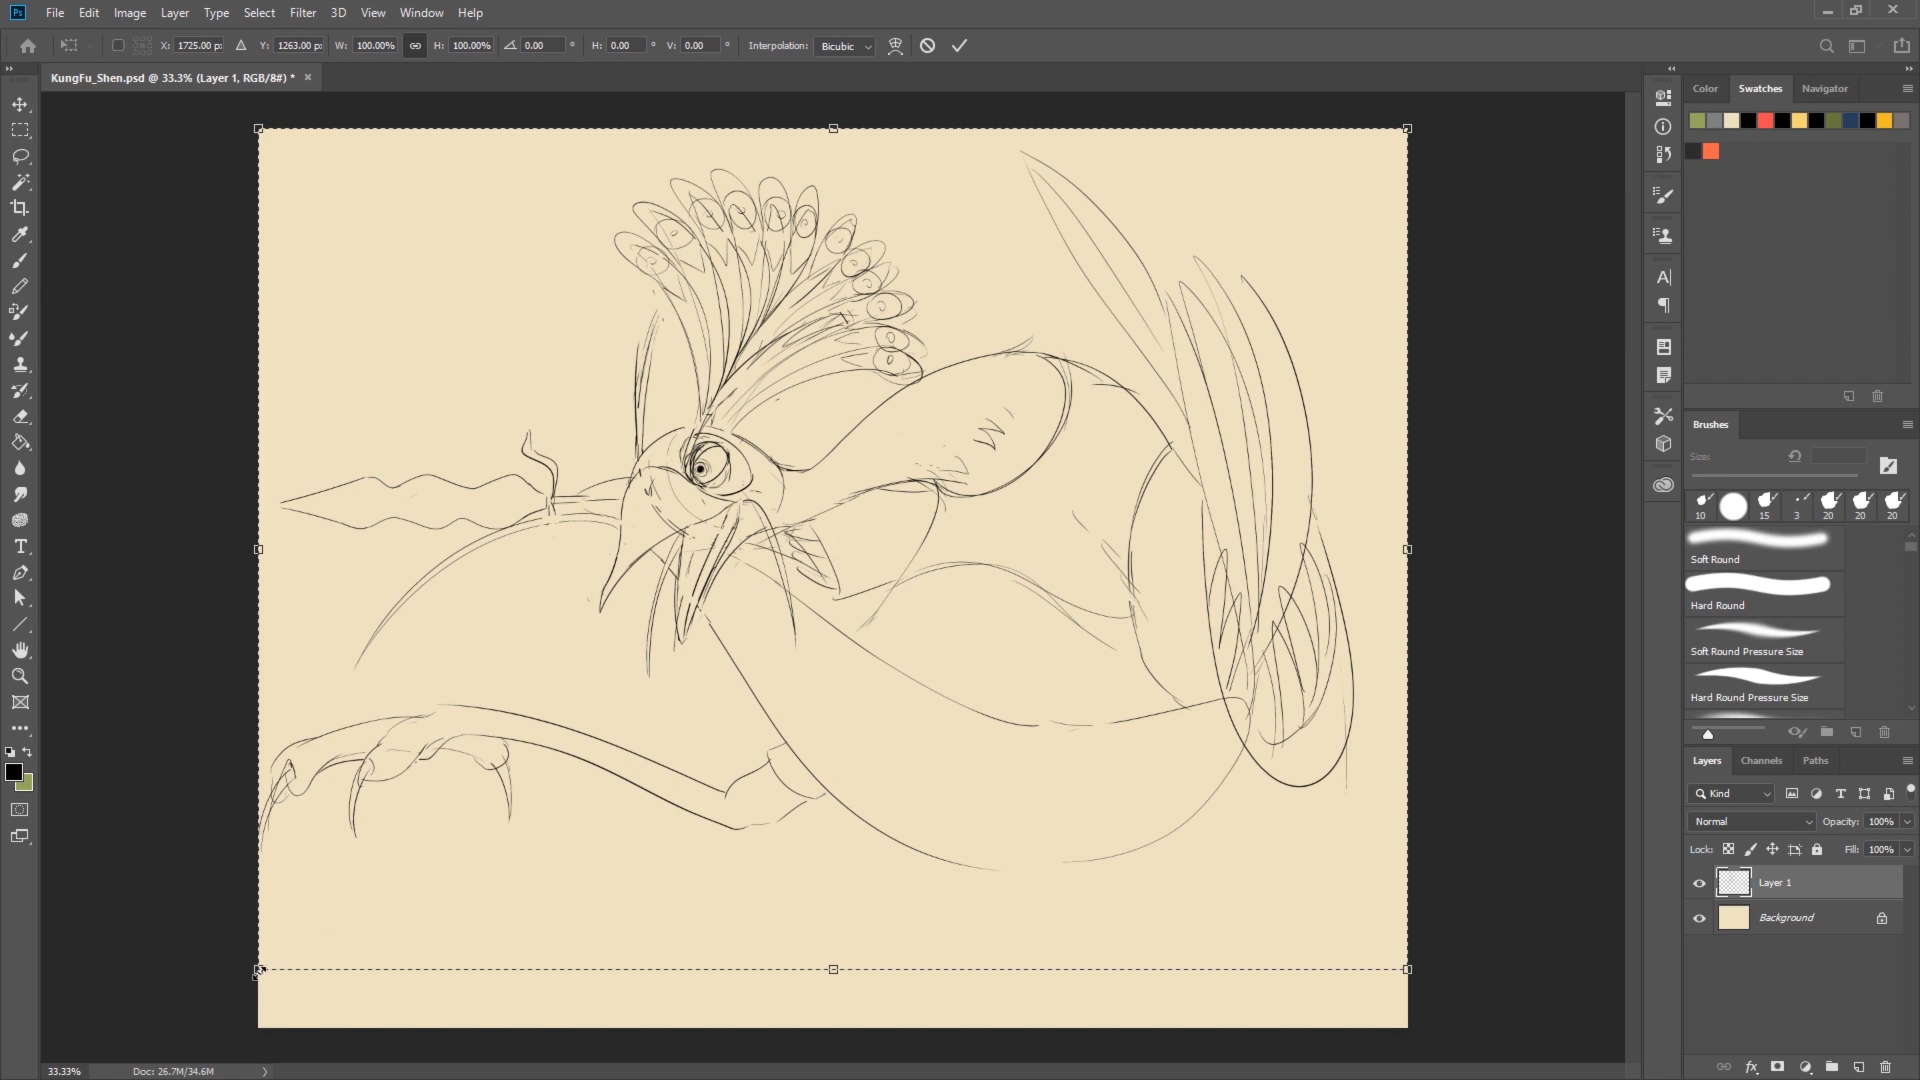 Ps File Edit Image Layer Type Select Filter 3D View Window Help
X: 1725.00 p Y: 1263.00 p W: 100.00% H: 100.00% 0.00 ° H: 0.00 ° V: 0.00 ° Interpolation: Bicubic
KungFu_Shen.psd @ 33.3% (Layer 1, RGB/8#) * ×
Color Swatches Navigator
Brushes
Size:
10 15 3 20 20 20
Soft Round
Hard Round
Soft Round Pressure Size
Hard Round Pressure Size
Layers Channels Paths
Kind
Normal Opacity: 100%
Lock: Fill: 100%
Layer 1
Background
fx
33.33% Doc: 26.7M/34.6M